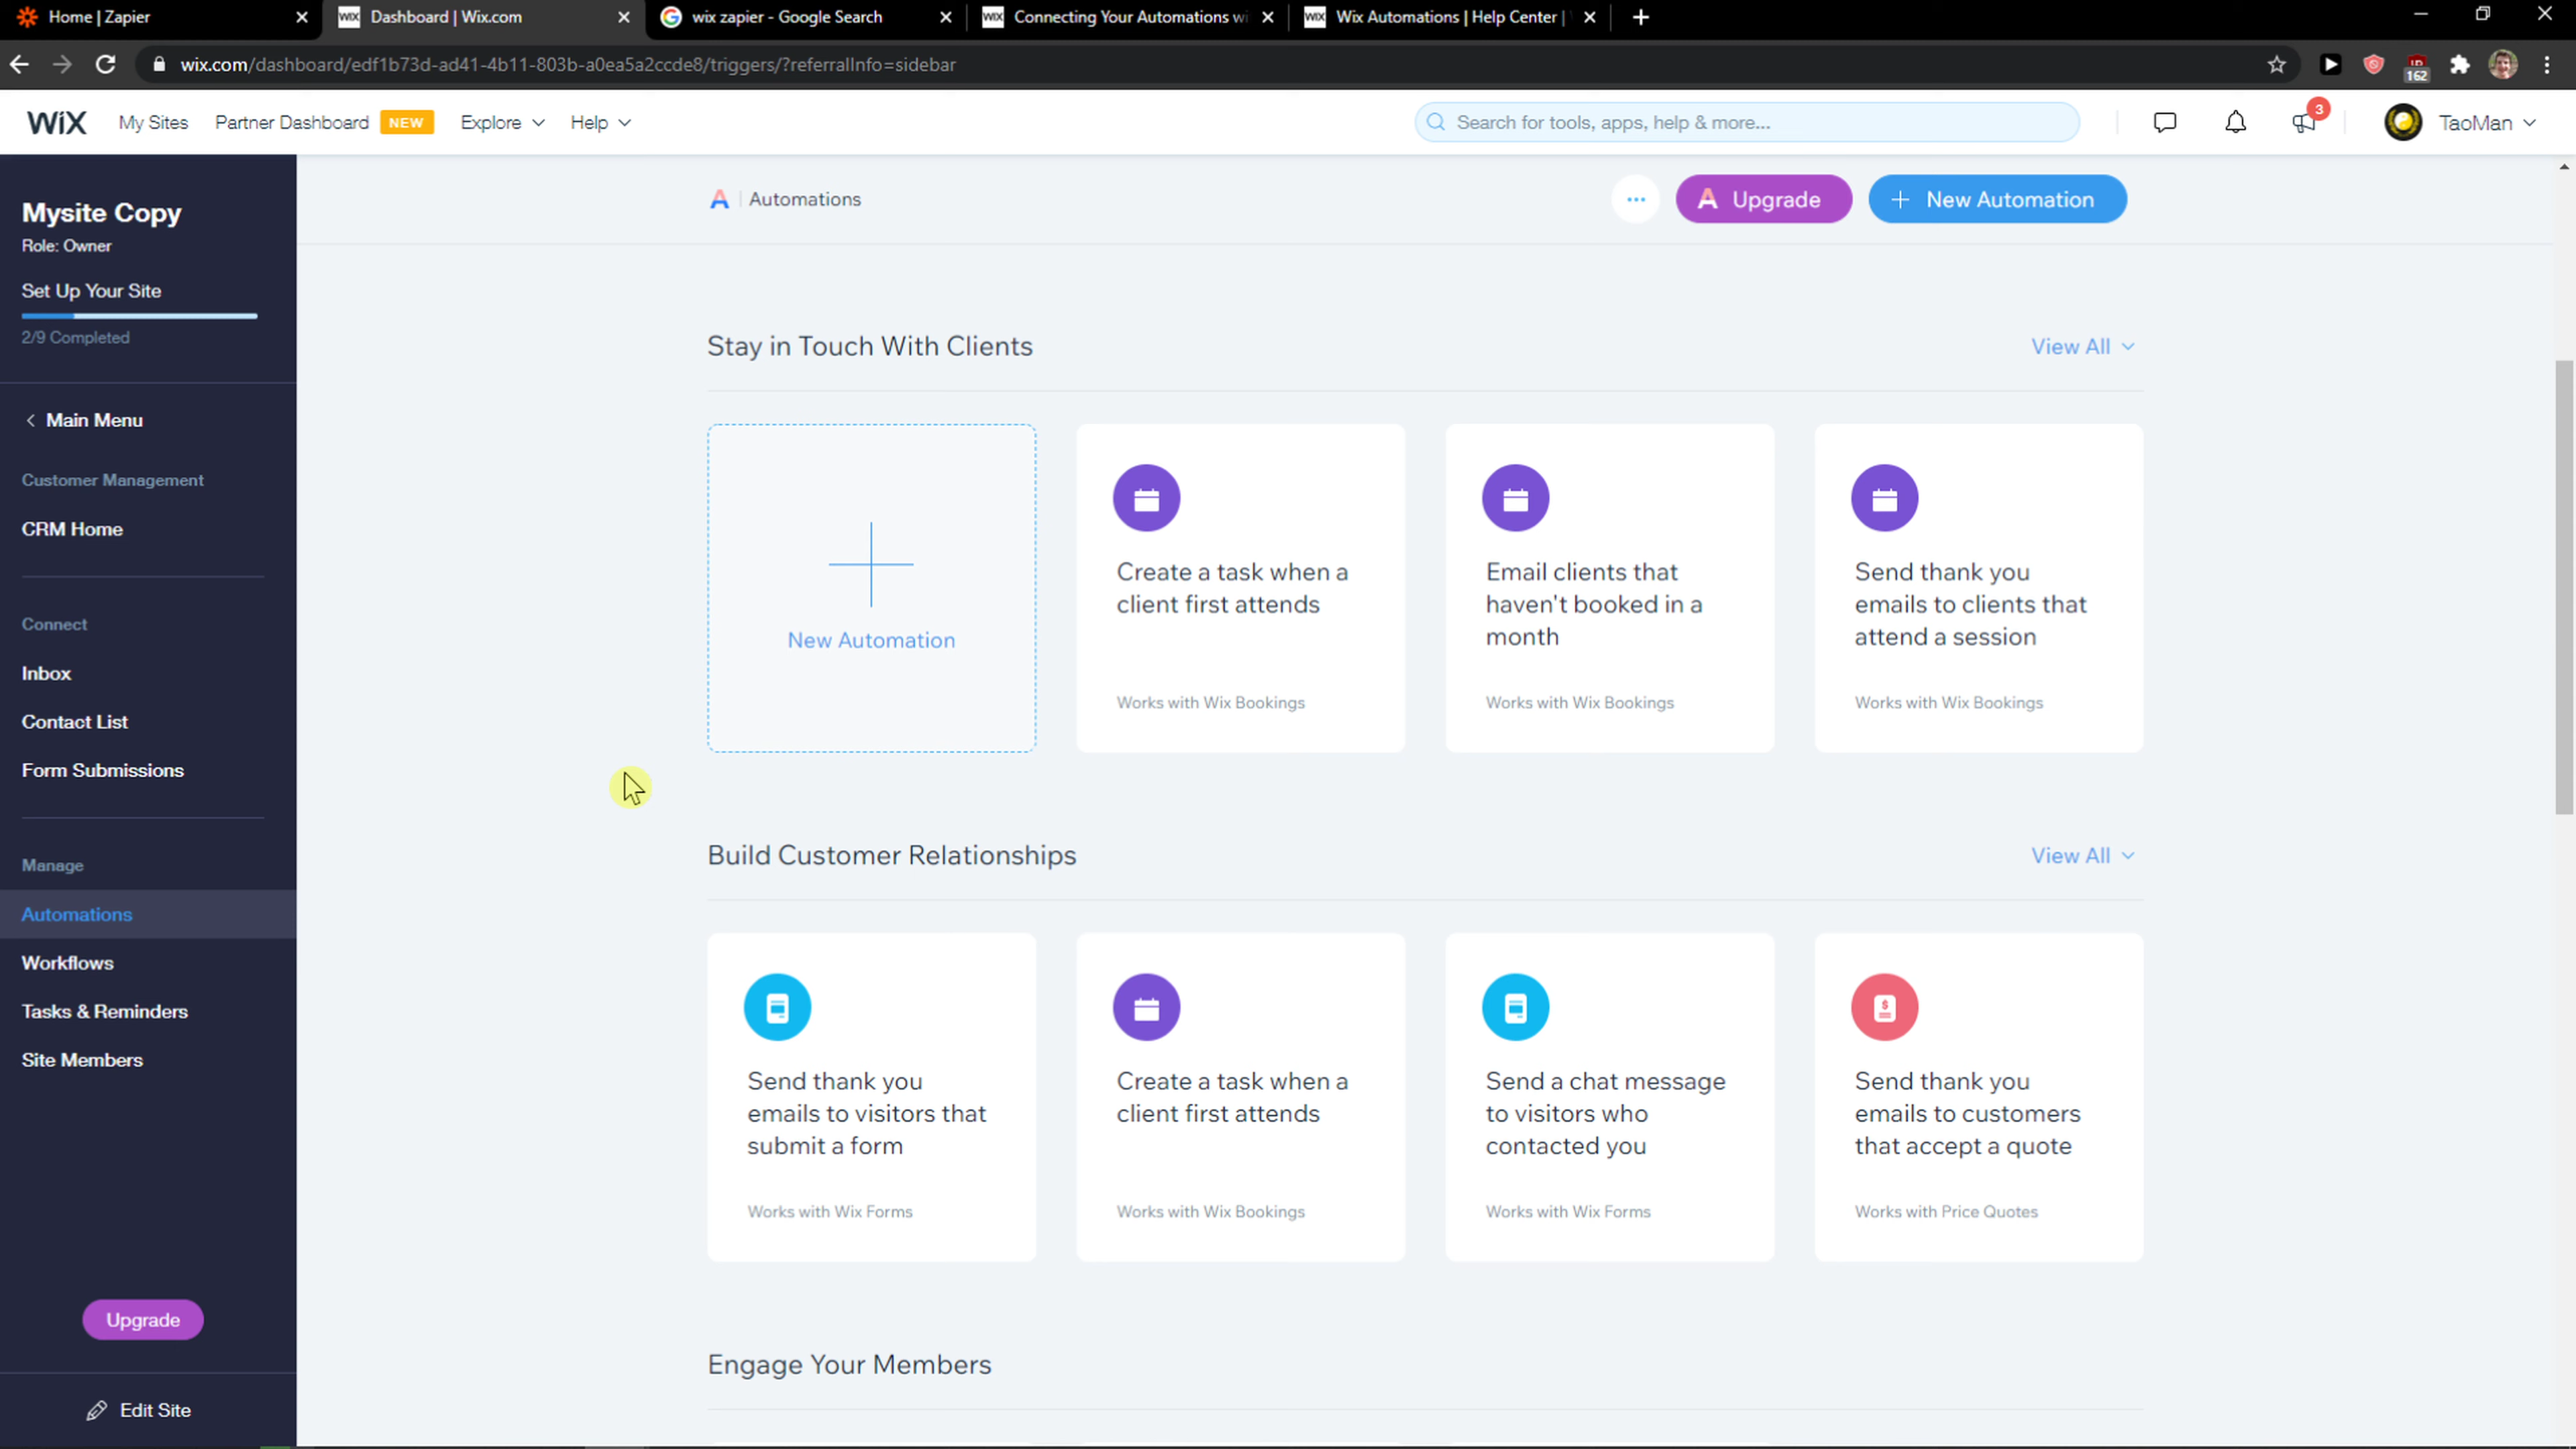 Home | Zapier
WIX Dashboard | Wix.com
wix zapier - Google Search
WIX Connecting Your Automations wi
WIX Wix Automations | Help Center |
wix.com/dashboard/edf1b73d-ad41-4b11-803b-a0ea5a2ccde8/triggers/?referralInfo=sidebar
162
WiX
My Sites
Partner Dashboard NEW
Explore
Help
Search for tools, apps, help & more...
3
TaoMan
Mysite Copy
Role: Owner
Set Up Your Site
2/9 Completed
Main Menu
Customer Management
CRM Home
Connect
Inbox
Contact List
Form Submissions
Manage
Automations
Workflows
Tasks & Reminders
Site Members
Upgrade
Edit Site
A | Automations
A Upgrade
+ New Automation
Stay in Touch With Clients
View All
New Automation
Create a task when a
client first attends
Works with Wix Bookings
Email clients that
haven't booked in a
month
Works with Wix Bookings
Send thank you
emails to clients that
attend a session
Works with Wix Bookings
Build Customer Relationships
View All
Send thank you
emails to visitors that
submit a form
Works with Wix Forms
Create a task when a
client first attends
Works with Wix Bookings
Send a chat message
to visitors who
contacted you
Works with Wix Forms
Send thank you
emails to customers
that accept a quote
Works with Price Quotes
Engage Your Members